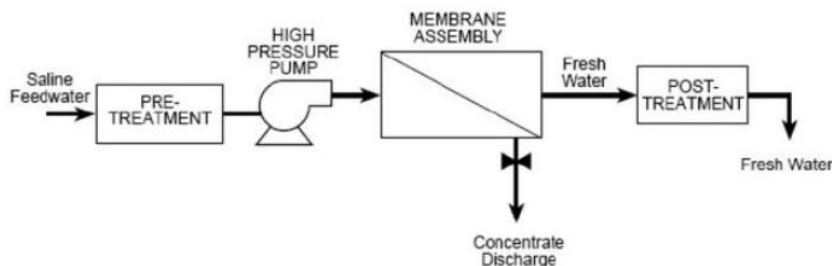 Saline
Feedwater
PRE-
TREATMENT
HIGH
PRESSURE
PUMP
MEMBRANE
ASSEMBLY
Fresh
Water
POST-
TREATMENT
Fresh Water
Concentrate
Discharge